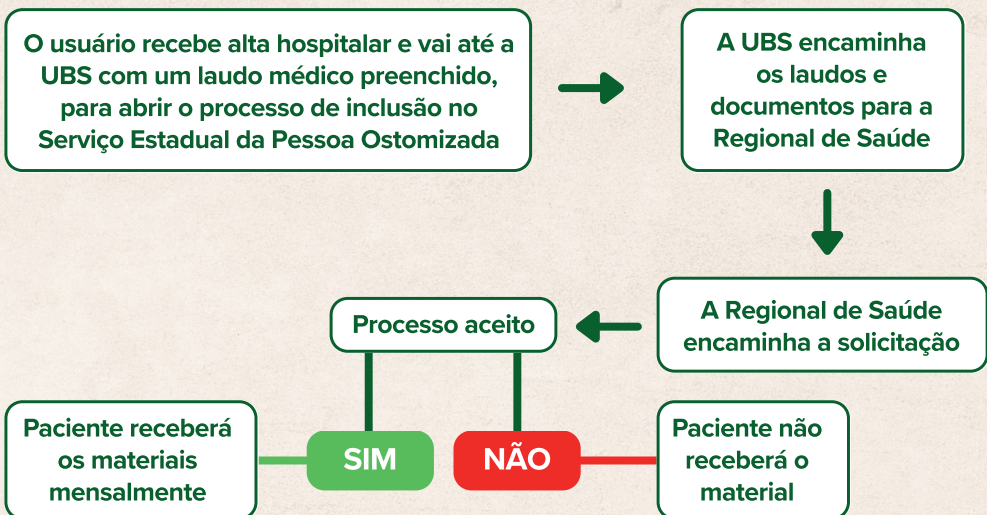 O usuário recebe alta hospitalar e vai até a
UBS com um laudo médico preenchido,
para abrir o processo de inclusão no
Serviço Estadual da Pessoa Ostomizada
A UBS encaminha
os laudos e
documentos para a
Regional de Saúde
A Regional de Saúde
encaminha a solicitação
Processo aceito
SIM
NÃO
Paciente receberá
os materiais
mensalmente
Paciente não
receberá o
material